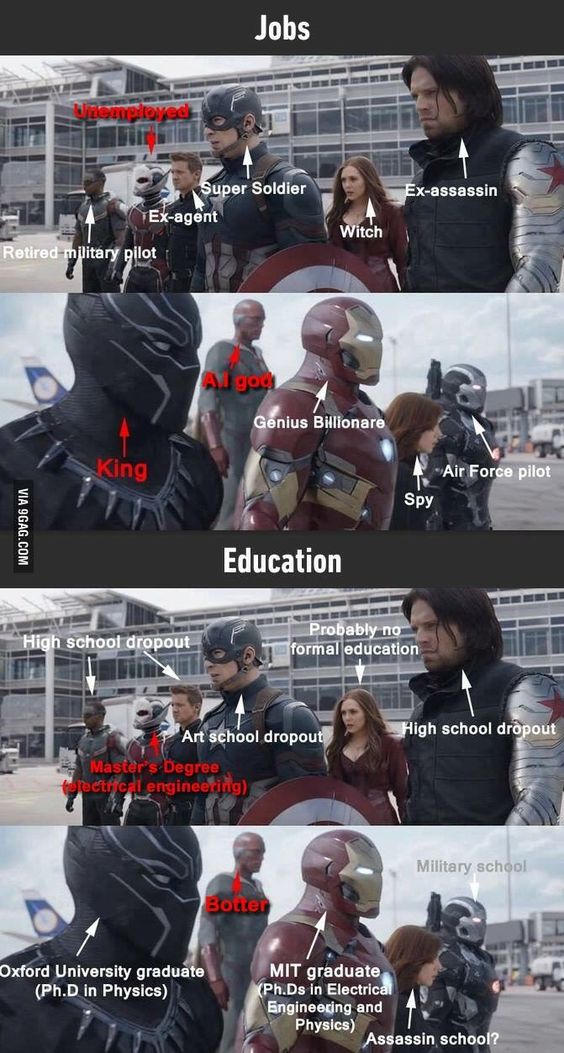 Jobs
Unemployed
Super Soldier
Ex-assassin
Ex-agent
Witch
Retired military pilot
A.I god
Genius Billionare
King
Air Force pilot
Spy
VIA 9GAG.COM
Education
High school dropout
Probably no
formal education
Art school dropout
High school dropout
Master's Degree
(electrical engineering)
Military school
Botter
Oxford University graduate
(Ph.D in Physics)
MIT graduate
(Ph.Ds in Electrical
Engineering and
Physics)
Assassin school?